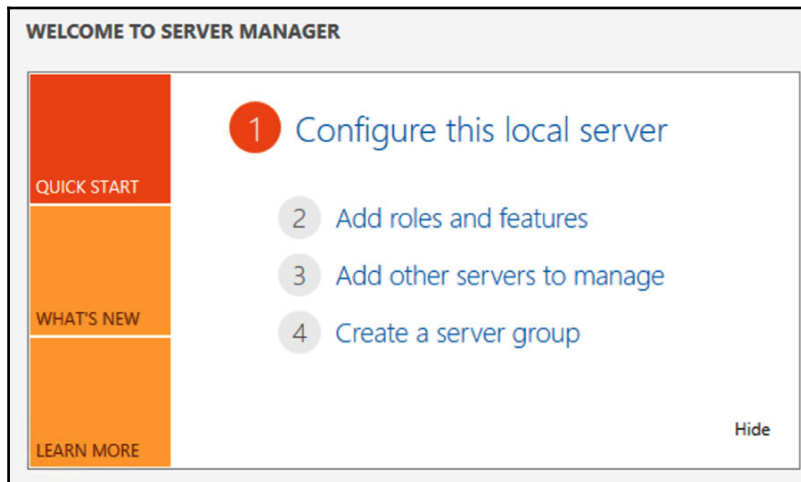 WELCOME TO SERVER MANAGER
QUICK START
WHAT'S NEW
LEARN MORE
1 Configure this local server
2 Add roles and features
3 Add other servers to manage
4 Create a server group
Hide